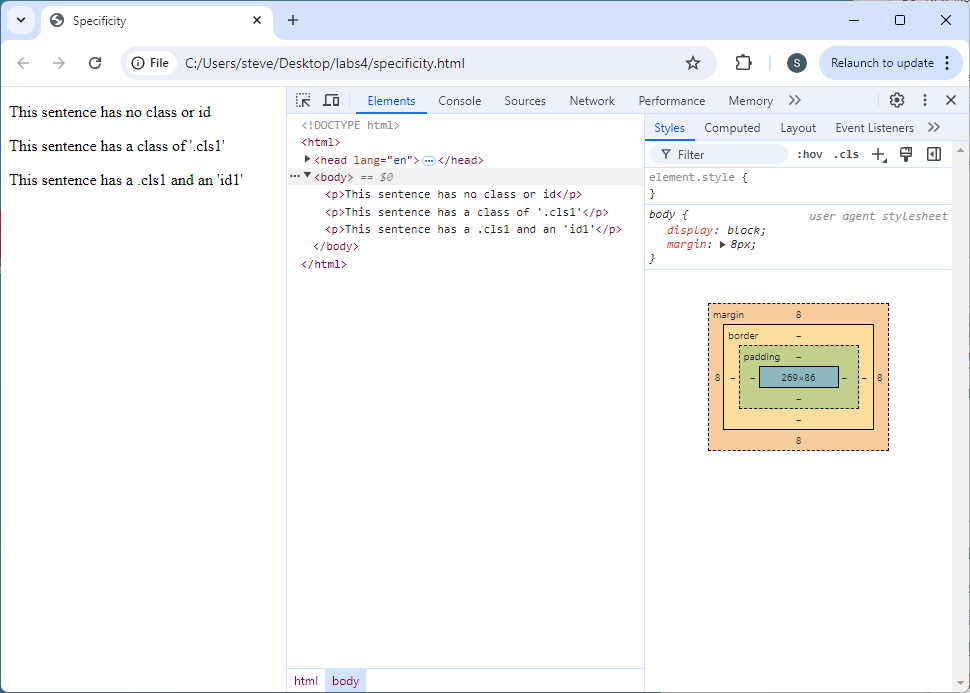 Specificity
File
C:/Users/steve/Desktop/labs4/specificity.html
S
Relaunch to update
This sentence has no class or id
This sentence has a class of '.cls1'
This sentence has a .cls1 and an 'id1'
Elements Console Sources Network Performance Memory
<!DOCTYPE html>
<html>
<head lang="en"> … </head>
… <body> == $0
<p>This sentence has no class or id</p>
<p>This sentence has a class of '.cls1'</p>
<p>This sentence has a .cls1 and an 'id1'</p>
</body>
</html>
html body
Styles Computed Layout Event Listeners
Filter :hov .cls
element.style {
}
body { user agent stylesheet
display: block;
margin: 8px;
}
margin 8
border –
padding –
8 – – 269×86 – – 8
–
–
8